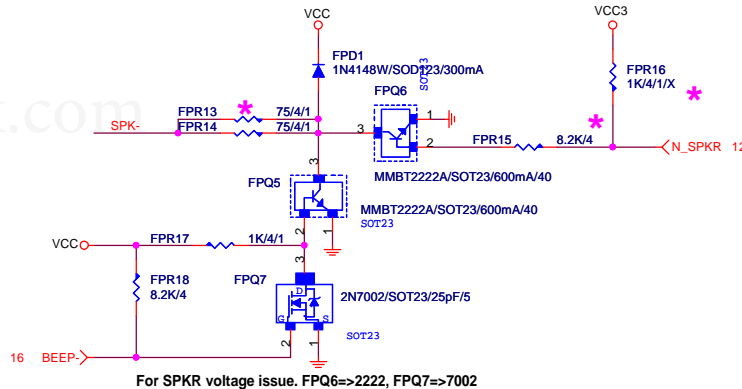 VCC
VCC3
FPD1
1N4148W/SOD123/300mA
SOT23
FPQ6
FPR16
1K/4/1/X
*
FPR13
*
75/4/1
*
k.com
SPK-
FPR14
75/4/1
3
1
2
FPR15
8.2K/4
N_SPKR 12
3
MMBT2222A/SOT23/600mA/40
FPQ5
MMBT2222A/SOT23/600mA/40
2
1
SOT23
VCC
FPR17
1K/4/1
3
FPQ7
FPR18
8.2K/4
D
G
S
2N7002/SOT23/25pF/5
SOT23
2
1
16 BEEP-
For SPKR voltage issue. FPQ6=>2222, FPQ7=>7002